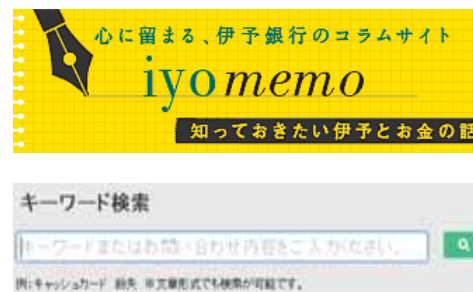 心に留まる、伊予銀行のコラムサイト
iyomemo
知っておきたい伊予とお金の話
キーワード検索
キーワードまたはお問い合わせ内容をご入力ください。
例:キャッシュカード 紛失 ※文章形式でも検索が可能です。